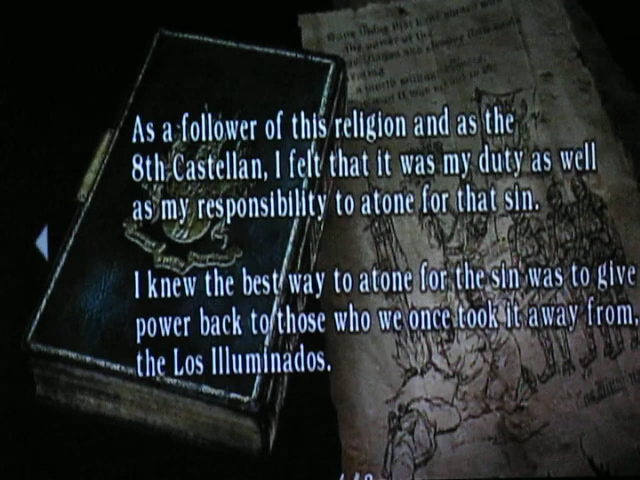 As a follower of this religion and as the
8th Castellan, I felt that it was my duty as well
as my responsibility to atone for that sin.
I knew the best way to atone for the sin was to give
power back to those who we once took it away from,
the Los Illuminados.